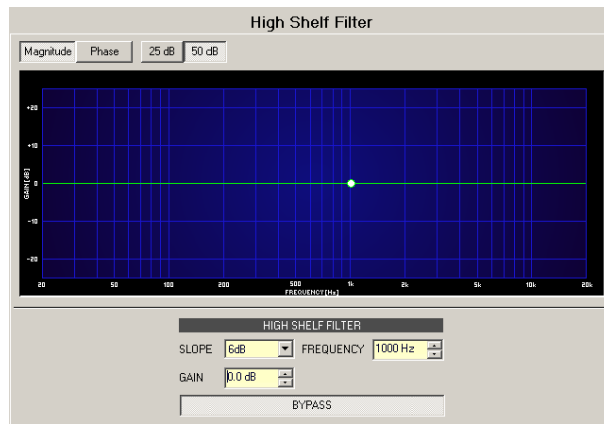 High Shelf Filter
Magnitude Phase 25 dB 50 dB
+20
+10
0
-10
-20
GAIN [dB]
20 50 100 200 500 1k 2k 5k 10k 20k
FREQUENCY[Hz]
HIGH SHELF FILTER
SLOPE 6dB FREQUENCY 1000 Hz
GAIN 0.0 dB
BYPASS